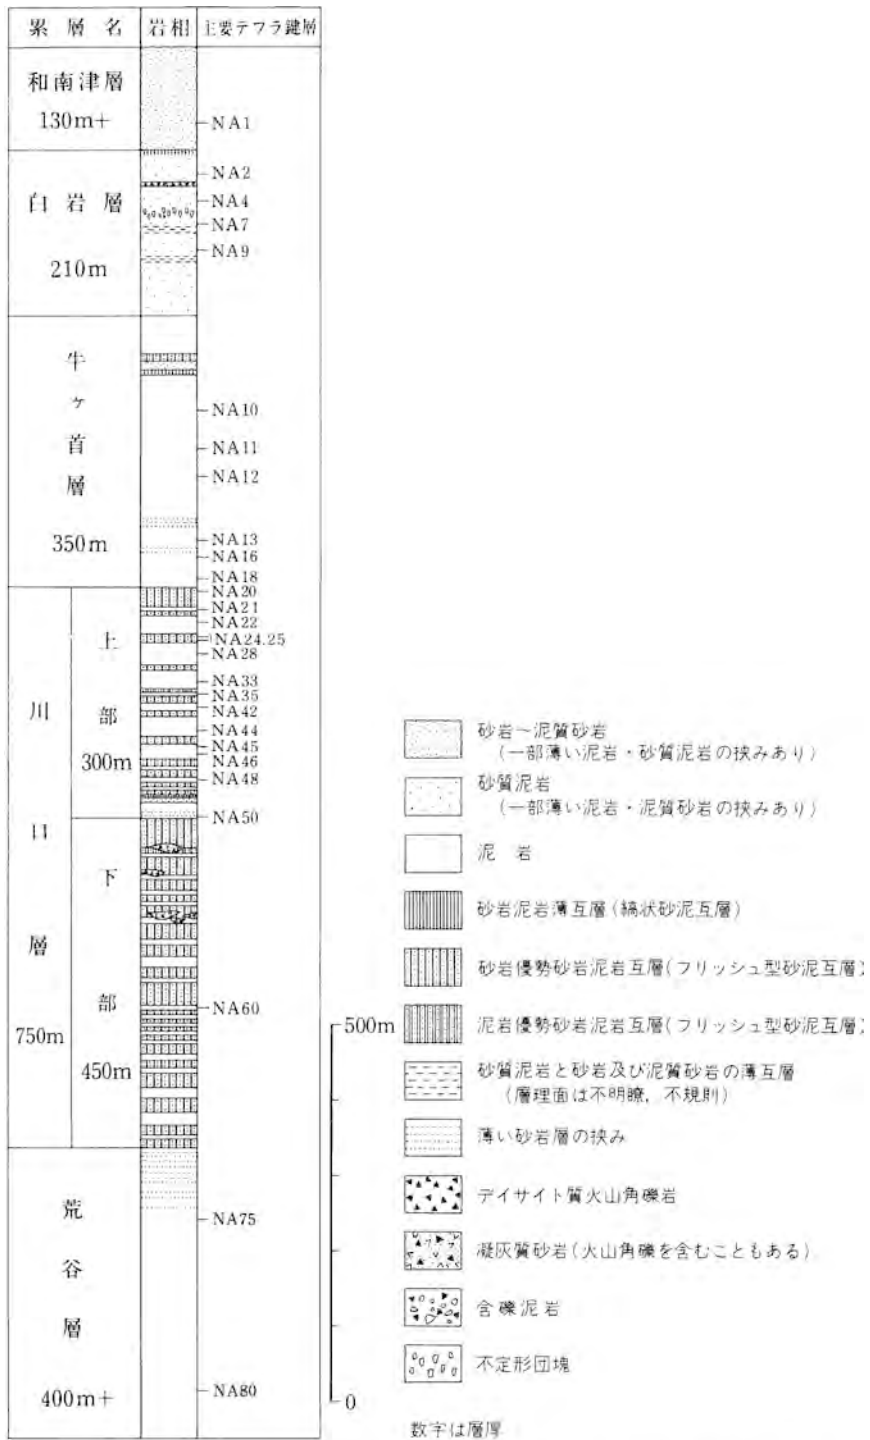 累層名 岩相 主要テフラ鍵層
和南津層
130m+
NA1
白岩層
210m
NA2
NA4
NA7
NA9
牛ヶ首層
350m
NA10
NA11
NA12
NA13
NA16
NA18
川口層
750m
上部
300m
NA20
NA21
NA22
NA24.25
NA28
NA33
NA35
NA42
NA44
NA45
NA46
NA48
NA50
下部
450m
NA60
荒谷層
400m+
NA75
NA80
500m
0
砂岩~泥質砂岩
(一部薄い泥岩・砂質泥岩の挟みあり)
砂質泥岩
(一部薄い泥岩・泥質砂岩の挟みあり)
泥 岩
砂岩泥岩薄互層(縞状砂泥互層)
砂岩優勢砂岩泥岩互層(フリッシュ型砂泥互層)
泥岩優勢砂岩泥岩互層(フリッシュ型砂泥互層)
砂質泥岩と砂岩及び泥質砂岩の薄互層
(層理面は不明瞭,不規則)
薄い砂岩層の挟み
デイサイト質火山角礫岩
凝灰質砂岩(火山角礫を含むこともある)
含礫泥岩
不定形団塊
数字は層厚